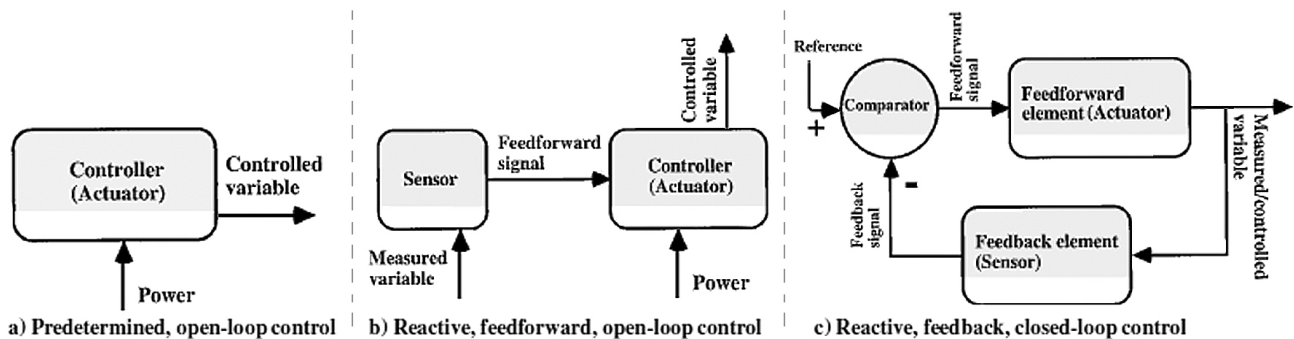 Controller
(Actuator)
Controlled
variable
Power
a) Predetermined, open-loop control
Sensor
Measured
variable
Feedforward
signal
Controller
(Actuator)
Controlled
variable
Power
b) Reactive, feedforward, open-loop control
Reference
+
Comparator
-
Feedforward
signal
Feedforward
element (Actuator)
Measured/controlled
variable
Feedback element
(Sensor)
Feedback
signal
c) Reactive, feedback, closed-loop control